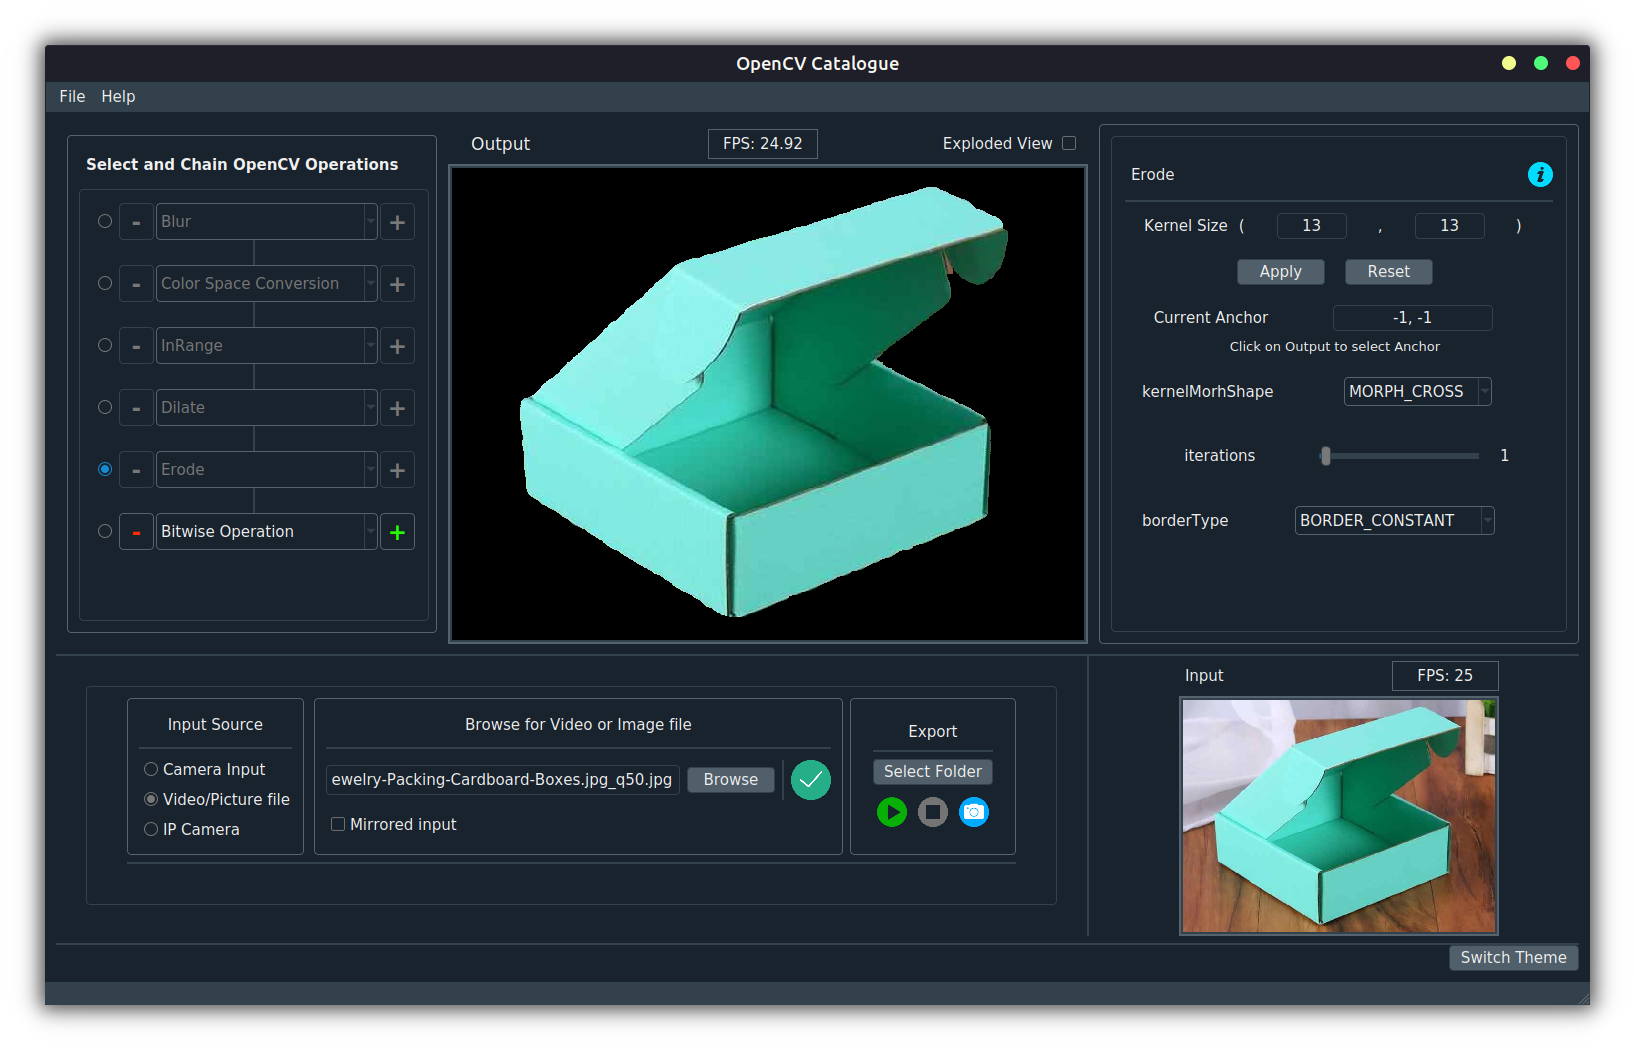 OpenCV Catalogue
File Help
Select and Chain OpenCV Operations
- Blur +
- Color Space Conversion +
- InRange +
- Dilate +
- Erode +
- Bitwise Operation +
Output
FPS: 24.92
Exploded View
Erode
i
Kernel Size ( 13 , 13 )
Apply Reset
Current Anchor -1, -1
Click on Output to select Anchor
kernelMorhShape MORPH_CROSS
iterations 1
borderType BORDER_CONSTANT
Input Source
Camera Input
Video/Picture file
IP Camera
Browse for Video or Image file
ewelry-Packing-Cardboard-Boxes.jpg_q50.jpg Browse
Mirrored input
Export
Select Folder
Input
FPS: 25
Switch Theme